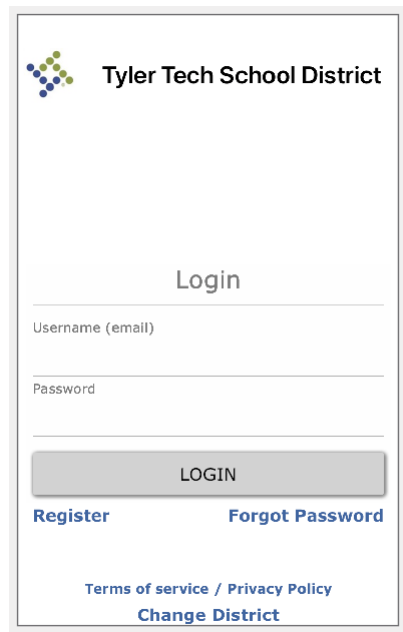 Tyler Tech School District
Login
Username (email)
Password
LOGIN
Register Forgot Password
Terms of service / Privacy Policy
Change District